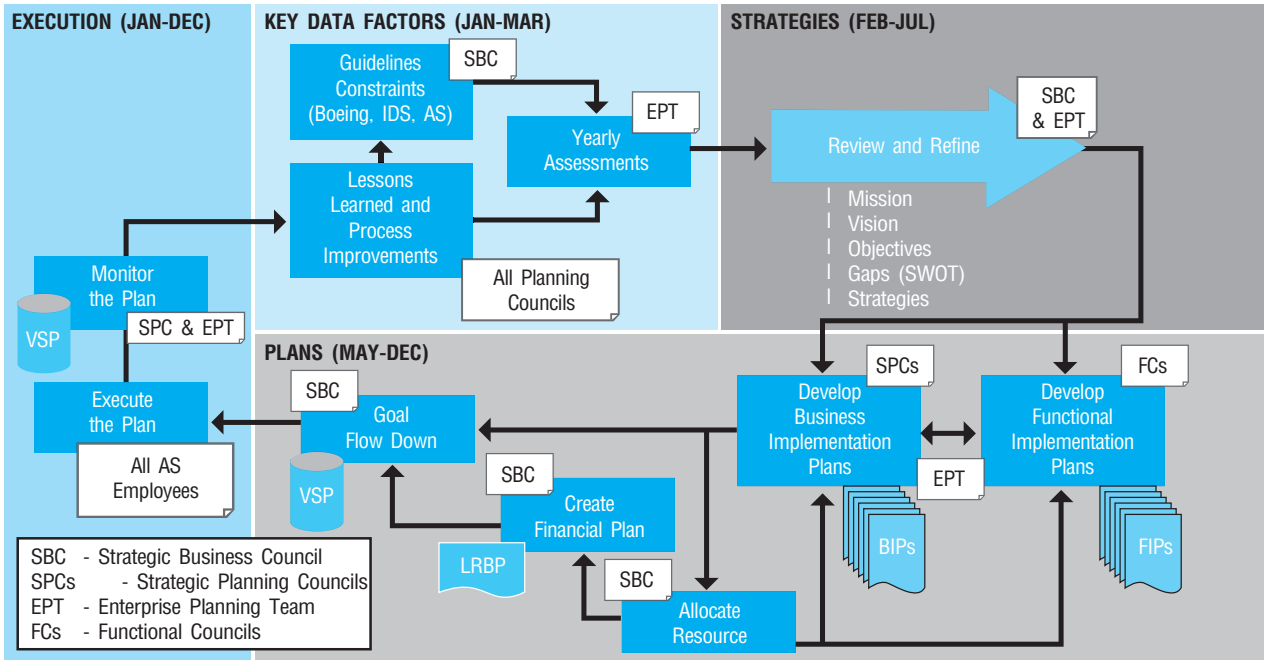 EXECUTION (JAN-DEC)
KEY DATA FACTORS (JAN-MAR)
STRATEGIES (FEB-JUL)
Guidelines
Constraints
(Boeing, IDS, AS)
SBC
EPT
Yearly
Assessments
SBC
& EPT
Review and Refine
Lessons
Learned and
Process
Improvements
All Planning
Councils
| Mission
| Vision
| Objectives
| Gaps (SWOT)
| Strategies
Monitor
the Plan
VSP
SPC & EPT
Execute
the Plan
All AS
Employees
PLANS (MAY-DEC)
SBC
Goal
Flow Down
VSP
SBC
Create
Financial Plan
LRBP
SBC
Allocate
Resource
SPCs
Develop
Business
Implementation
Plans
EPT
BIPs
FCs
Develop
Functional
Implementation
Plans
FIPs
SBC - Strategic Business Council
SPCs - Strategic Planning Councils
EPT - Enterprise Planning Team
FCs - Functional Councils